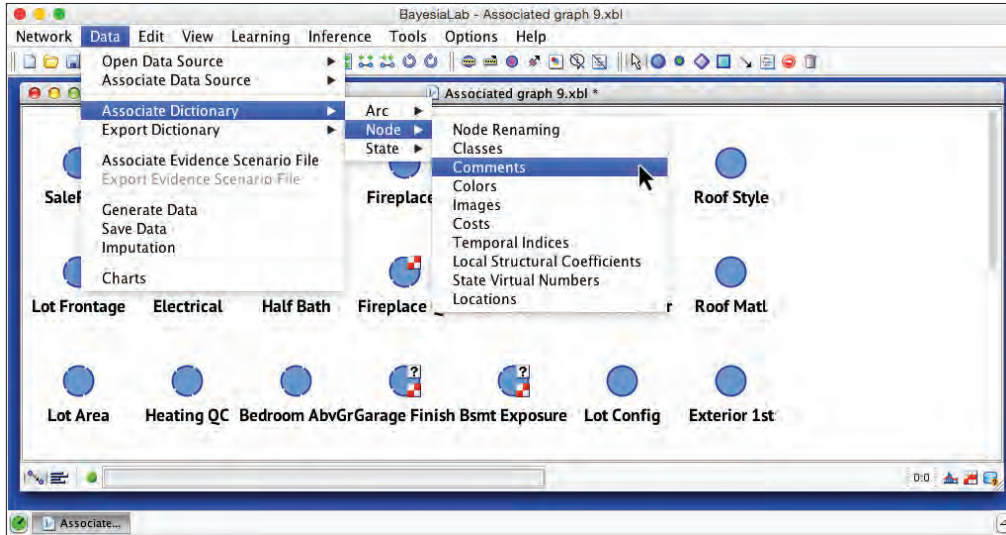 BayesiaLab - Associated graph 9.xbl
Network Data Edit View Learning Inference Tools Options Help
Open Data Source
Associate Data Source
Associated graph 9.xbl *
Associate Dictionary
Export Dictionary
Associate Evidence Scenario File
Export Evidence Scenario File
Generate Data
Save Data
Imputation
Charts
Arc
Node
State
Node Renaming
Classes
Comments
Colors
Images
Costs
Temporal Indices
Local Structural Coefficients
State Virtual Numbers
Locations
Fireplace Roof Style
Lot Frontage Electrical Half Bath Fireplace r Roof Matl
? ?
Lot Area Heating QC Bedroom AbvGr Garage Finish Bsmt Exposure Lot Config Exterior 1st
0:0
Associate...